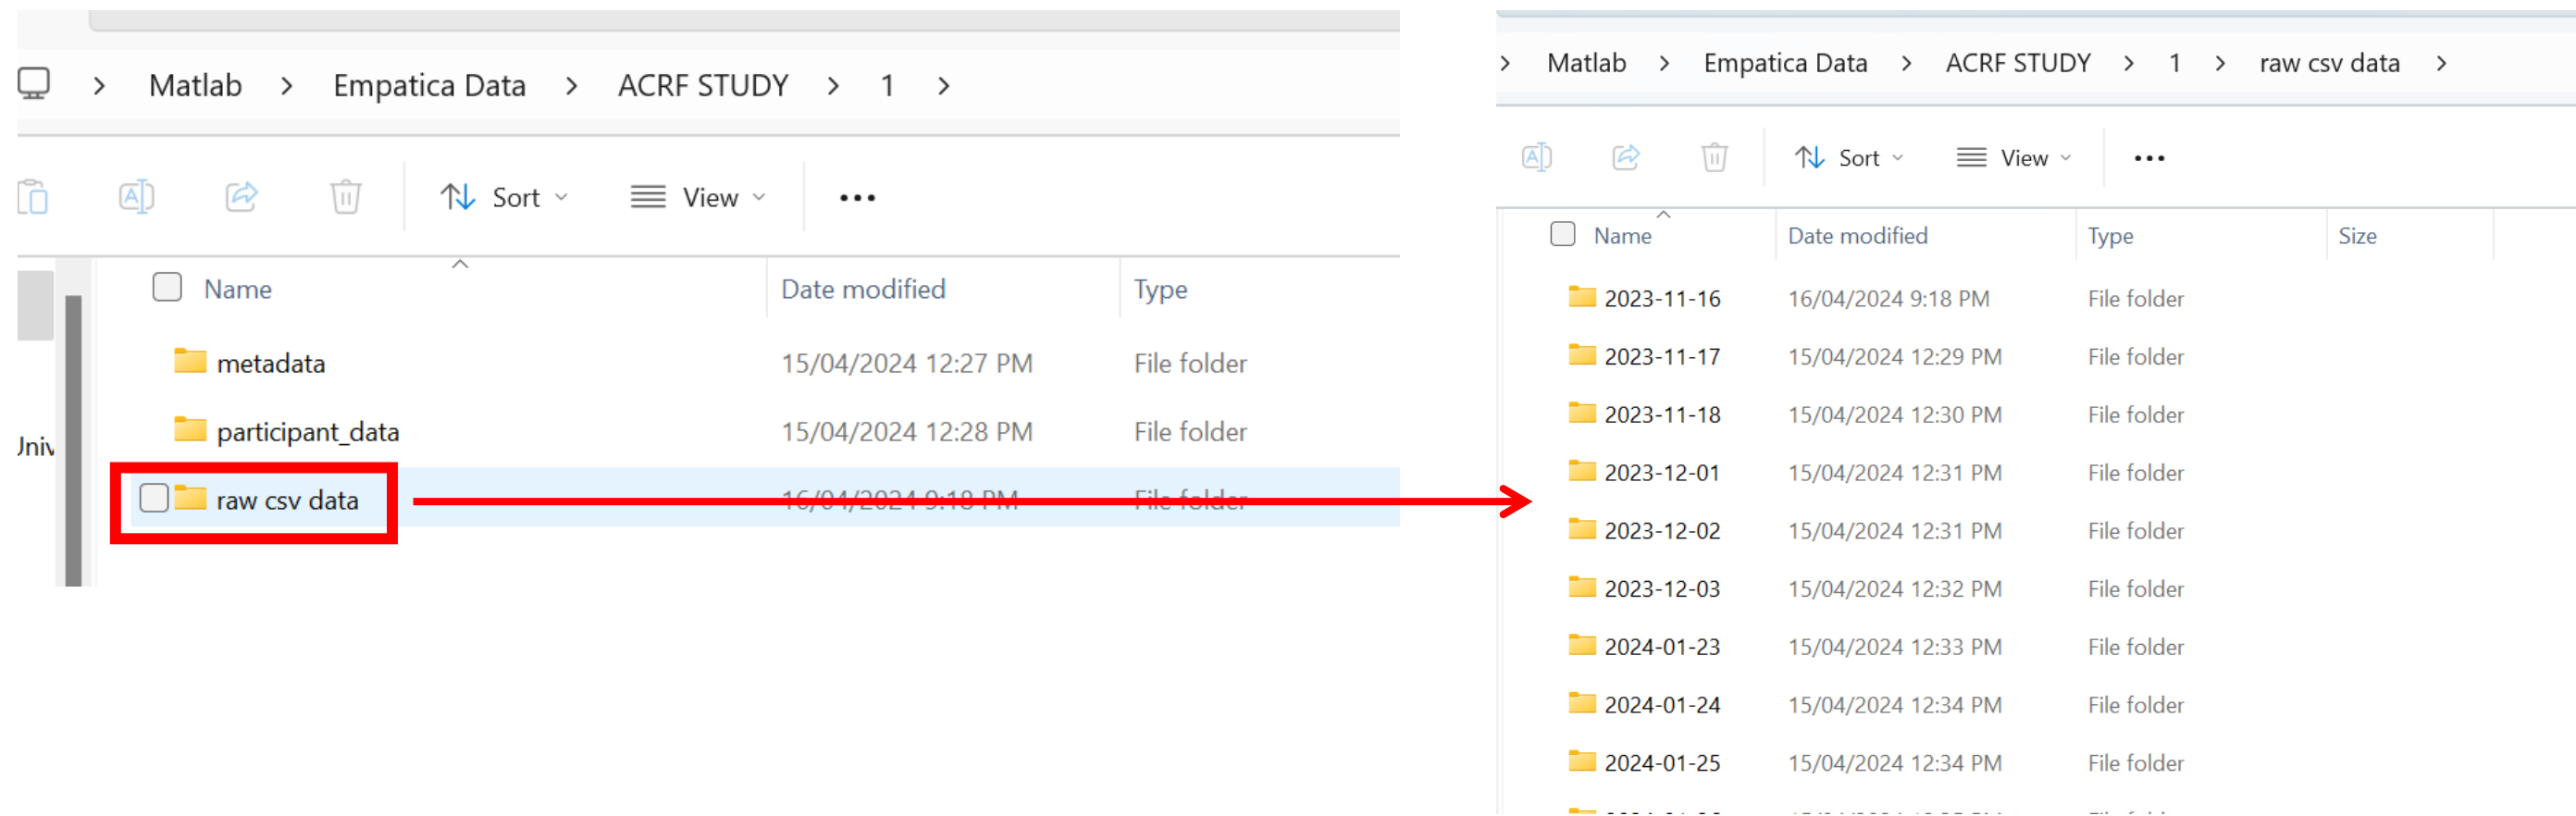 > Matlab > Empatica Data > ACRF STUDY > 1 >
Sort View •••
Name Date modified Type
metadata 15/04/2024 12:27 PM File folder
participant_data 15/04/2024 12:28 PM File folder
raw csv data 16/04/2024 9:18 PM File folder
> Matlab > Empatica Data > ACRF STUDY > 1 > raw csv data >
Sort View •••
Name Date modified Type Size
2023-11-16 16/04/2024 9:18 PM File folder
2023-11-17 15/04/2024 12:29 PM File folder
2023-11-18 15/04/2024 12:30 PM File folder
2023-12-01 15/04/2024 12:31 PM File folder
2023-12-02 15/04/2024 12:31 PM File folder
2023-12-03 15/04/2024 12:32 PM File folder
2024-01-23 15/04/2024 12:33 PM File folder
2024-01-24 15/04/2024 12:34 PM File folder
2024-01-25 15/04/2024 12:34 PM File folder